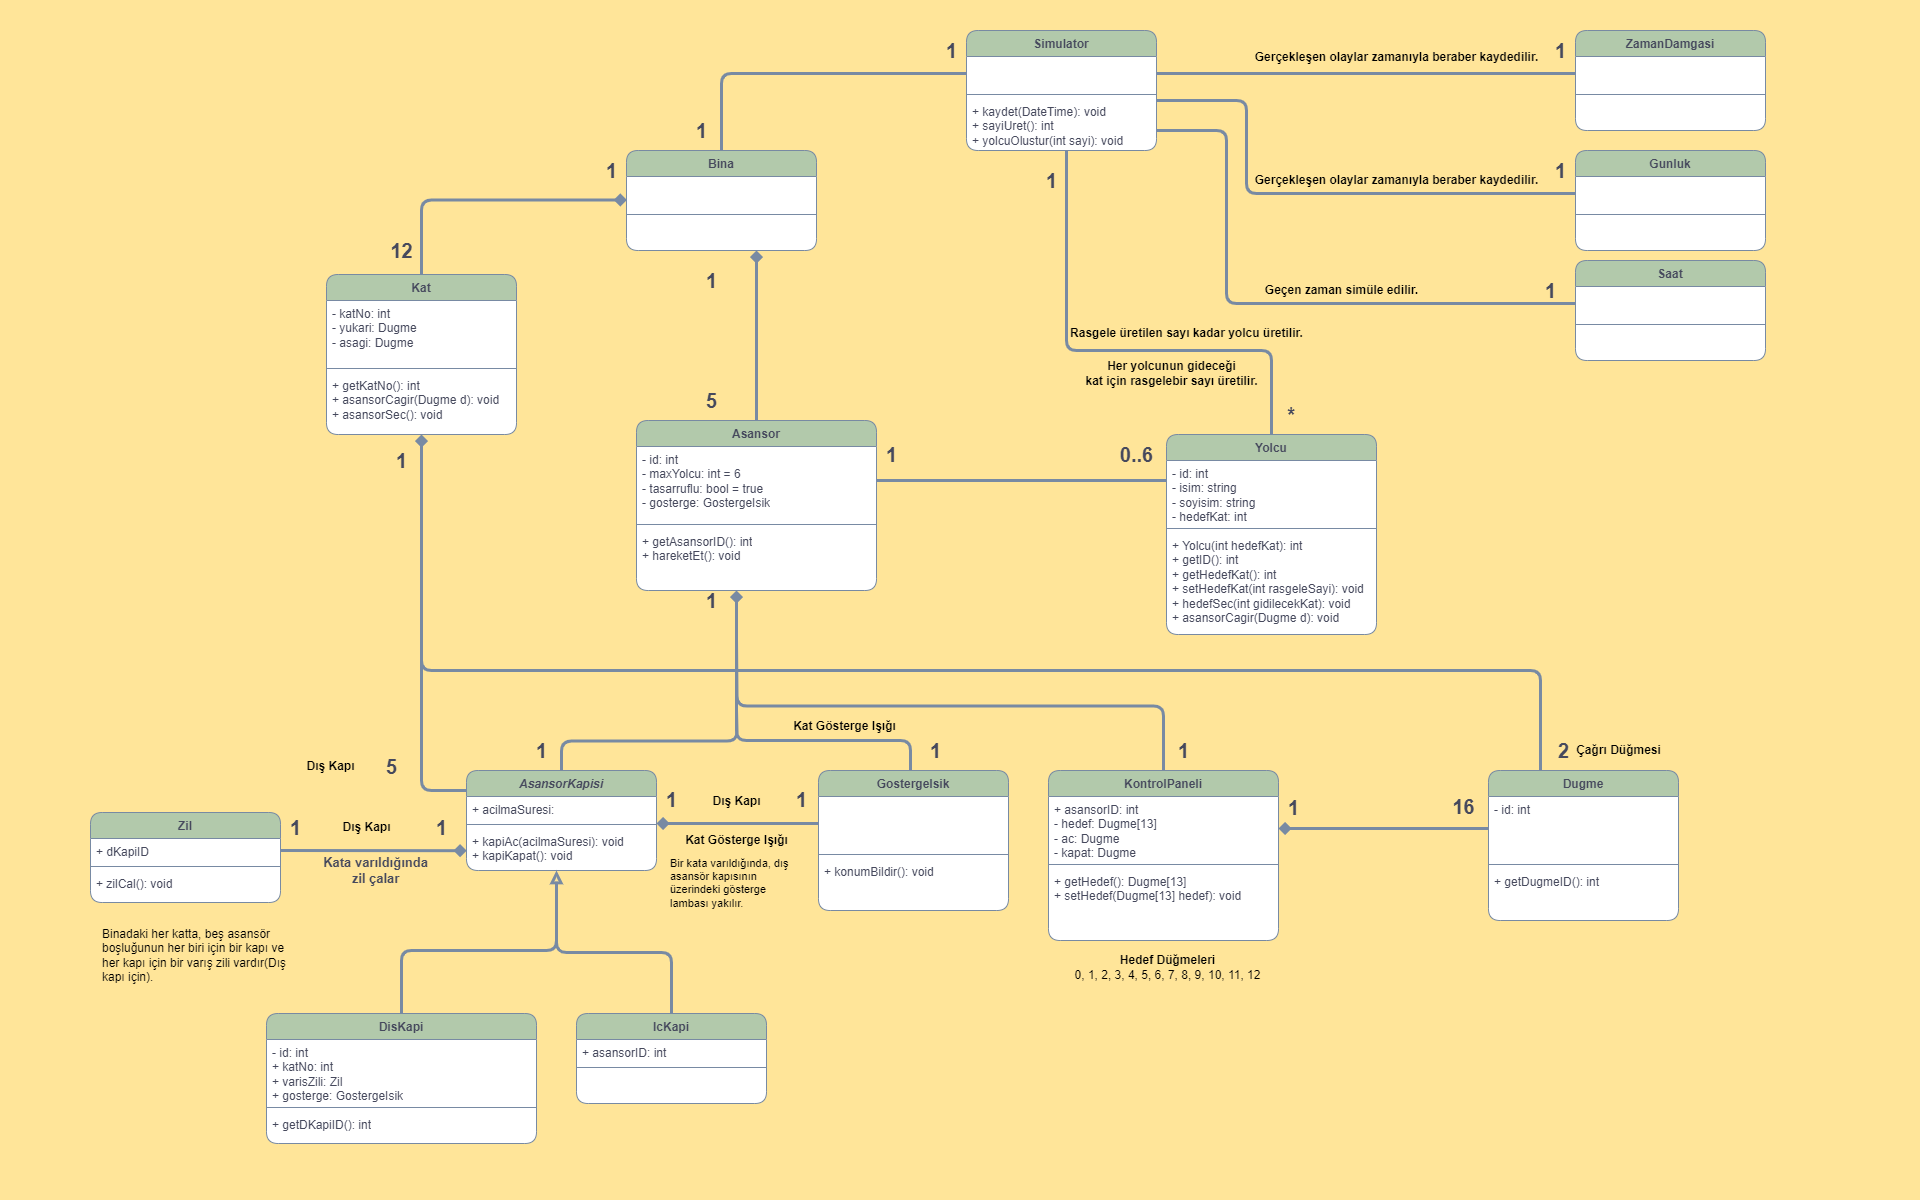 1
Simulator
+ kaydet(DateTime): void
+ sayiUret(): int
+ yolcuOlustur(int sayi): void
Gerçekleşen olaylar zamanıyla beraber kaydedilir.
1
ZamanDamgasi
1
Bina
1
1
Gerçekleşen olaylar zamanıyla beraber kaydedilir.
1
Gunluk
12
Kat
- katNo: int
- yukari: Dugme
- asagi: Dugme
+ getKatNo(): int
+ asansorCagir(Dugme d): void
+ asansorSec(): void
1
1
Geçen zaman simüle edilir.
1
Saat
Rasgele üretilen sayı kadar yolcu üretilir.
Her yolcunun gideceği
kat için rasgelebir sayı üretilir.
*
5
Asansor
- id: int
- maxYolcu: int = 6
- tasarruflu: bool = true
- gosterge: GostergeIsik
+ getAsansorID(): int
+ hareketEt(): void
1
1
0..6
Yolcu
- id: int
- isim: string
- soyisim: string
- hedefKat: int
+ Yolcu(int hedefKat): int
+ getID(): int
+ getHedefKat(): int
+ setHedefKat(int rasgeleSayi): void
+ hedefSec(int gidilecekKat): void
+ asansorCagir(Dugme d): void
Kat Gösterge Işığı
Dış Kapı
5
1
1
1
2
Çağrı Düğmesi
AsansorKapisi
+ acilmaSuresi:
+ kapiAc(acilmaSuresi): void
+ kapiKapat(): void
1
Dış Kapı
1
Kat Gösterge Işığı
Bir kata varıldığında, dış
asansör kapısının
üzerindeki gösterge
lambası yakılır.
GostergeIsik
+ konumBildir(): void
KontrolPaneli
+ asansorID: int
- hedef: Dugme[13]
- ac: Dugme
- kapat: Dugme
+ getHedef(): Dugme[13]
+ setHedef(Dugme[13] hedef): void
1
16
Dugme
- id: int
+ getDugmeID(): int
Zil
+ dKapiID
+ zilCal(): void
1
Dış Kapı
1
Kata varıldığında
zil çalar
Binadaki her katta, beş asansör
boşluğunun her biri için bir kapı ve
her kapı için bir varış zili vardır(Dış
kapı için).
Hedef Düğmeleri
0, 1, 2, 3, 4, 5, 6, 7, 8, 9, 10, 11, 12
DisKapi
- id: int
+ katNo: int
+ varisZili: Zil
+ gosterge: GostergeIsik
+ getDKapiID(): int
IcKapi
+ asansorID: int